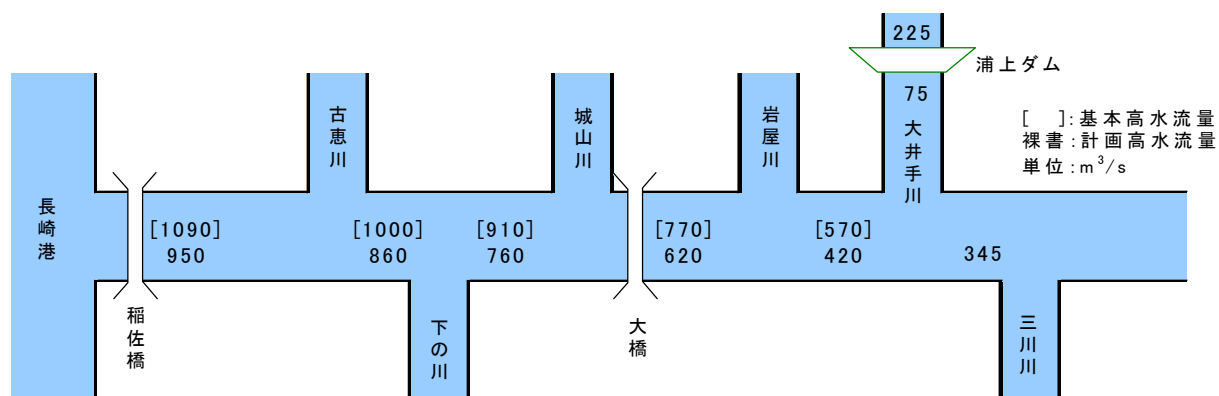 225
浦上ダム
75
大井手川
[ ]:基本高水流量
裸書:計画高水流量
単位:m³/s
古恵川
城山川
岩屋川
長崎港
[1090]
950
[1000]
860
[910]
760
[770]
620
[570]
420
345
稲佐橋
下の川
大橋
三川川